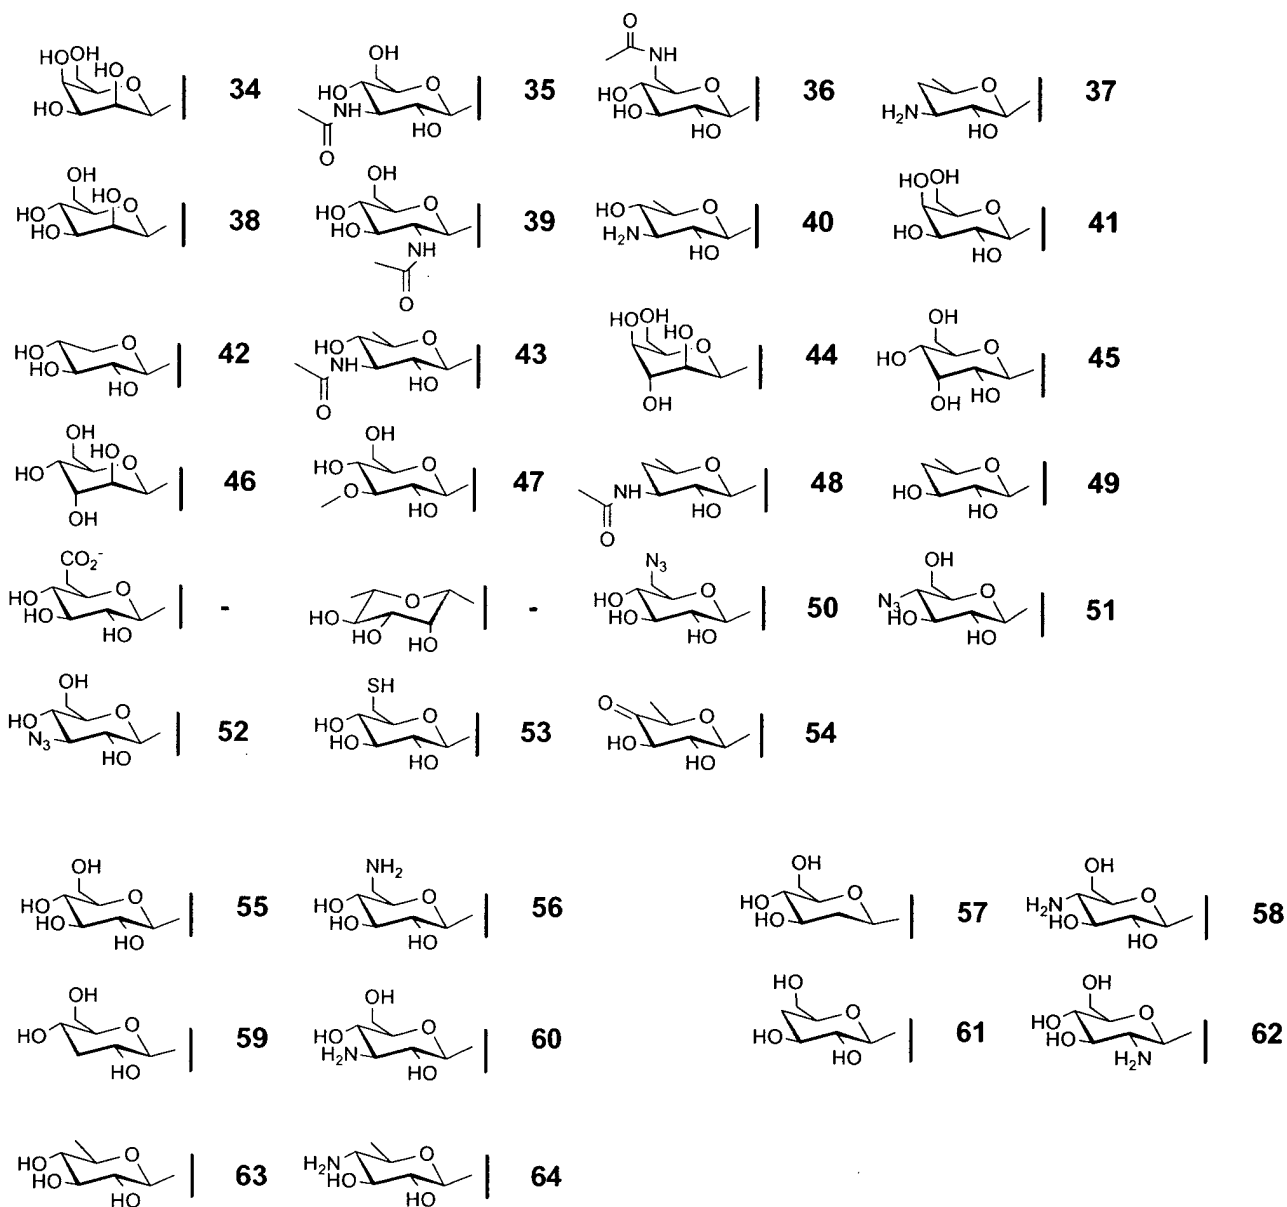 O
HOOH HO O 34 OH HO NH O HO O 35 NH HO HO O HO 36 O H₂N HO 37
HO
OH HO HO HO O 38 OH HO HO O NH O 39 HO H₂N O HO 40 HO OH HO O HO 41
HO HO O HO 42 HO NH O O HO 43 HO OH HO O OH 44 OH HO O OH HO 45
OH HO HO O OH 46 OH HO O O HO 47 O NH O HO 48 HO O HO 49
CO₂⁻ HO HO O HO - O HO HO HO - N₃ HO HO O HO 50 OH N₃ HO O HO 51
OH HO N₃ O HO 52 SH HO HO O HO 53 O HO O HO 54
OH HO HO O HO 55 NH₂ HO HO O HO 56 OH HO HO O 57 OH H₂N HO O HO 58
OH HO O HO 59 OH HO H₂N O HO 60 HO HO O HO 61 OH HO HO O H₂N 62
HO HO O HO 63 H₂N HO O HO 64